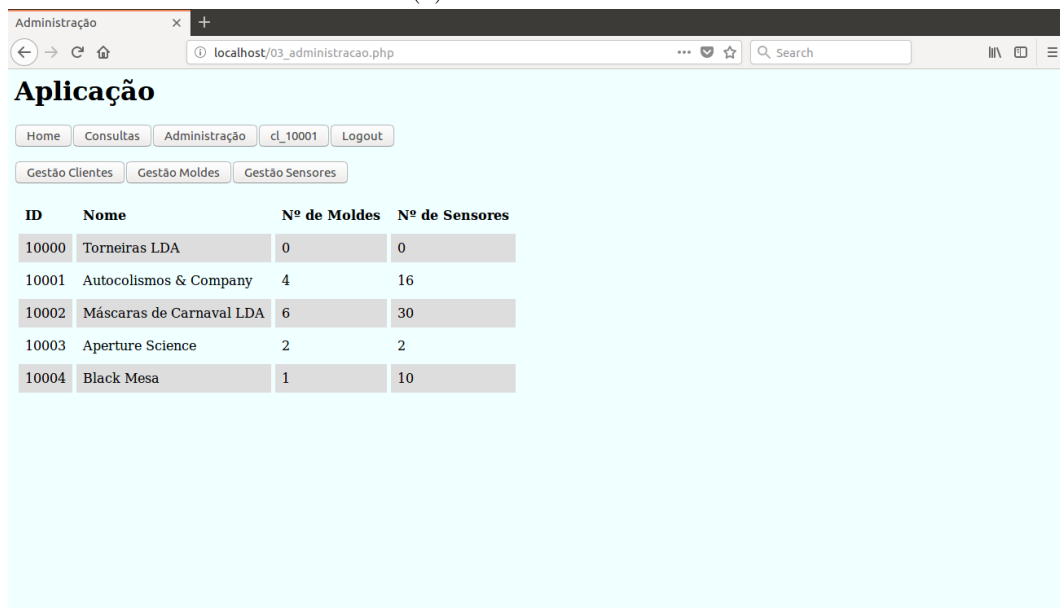 Administração
localhost/03_administracao.php
Search
Aplicação
Home Consultas Administração cl_10001 Logout
Gestão Clientes Gestão Moldes Gestão Sensores
ID Nome Nº de Moldes Nº de Sensores
10000 Torneiras LDA 0 0
10001 Autocolismos & Company 4 16
10002 Máscaras de Carnaval LDA 6 30
10003 Aperture Science 2 2
10004 Black Mesa 1 10